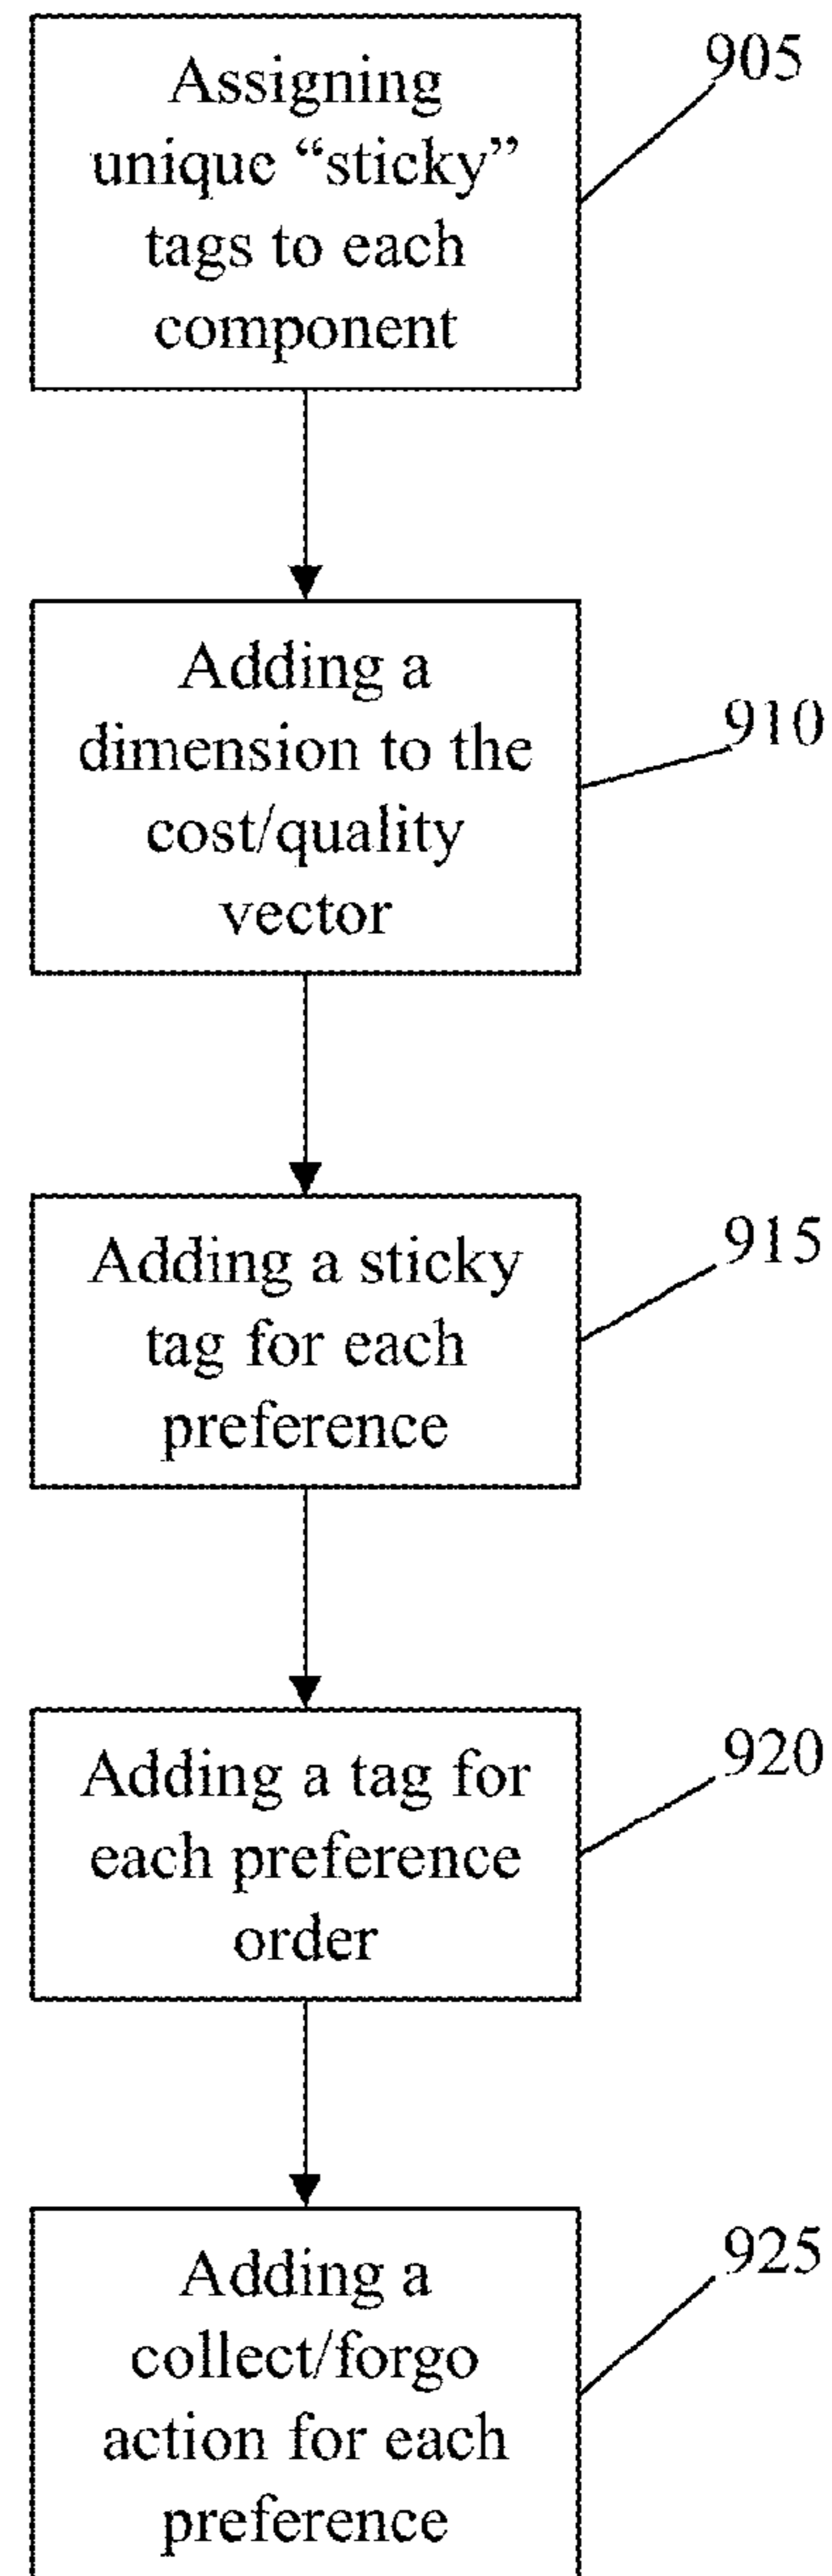 Assigning
unique “sticky”
tags to each
component
905
Adding a
dimension to the
cost/quality
vector
910
Adding a sticky
tag for each
preference
915
Adding a tag for
each preference
order
920
Adding a
collect/forgo
action for each
preference
925